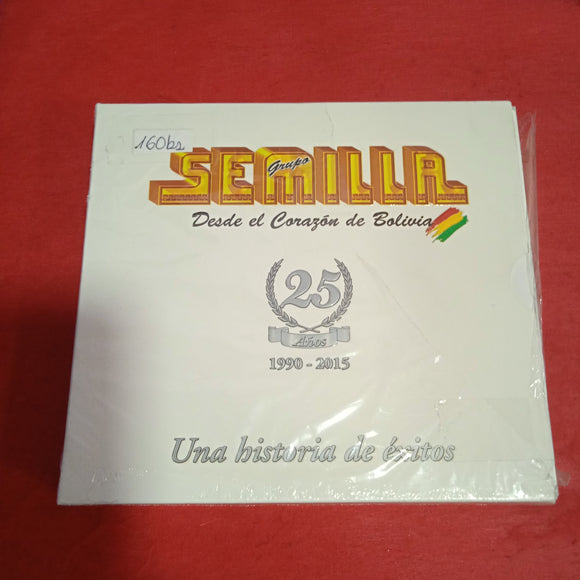 160bs
Grupo
SEMILLA
Desde el Corazón de Bolivia
25
Años
1990 - 2015
Una historia de éxitos